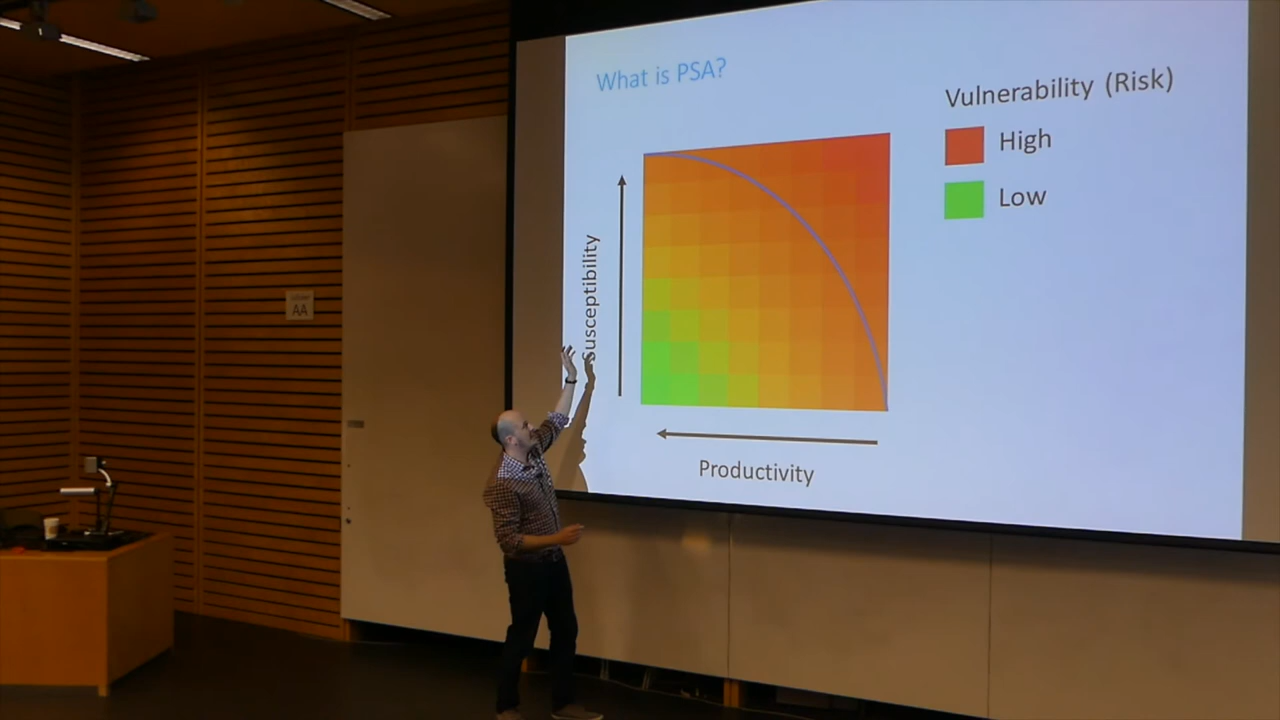 What is PSA?
Vulnerability (Risk)
High
Low
Susceptibility
Productivity
AA